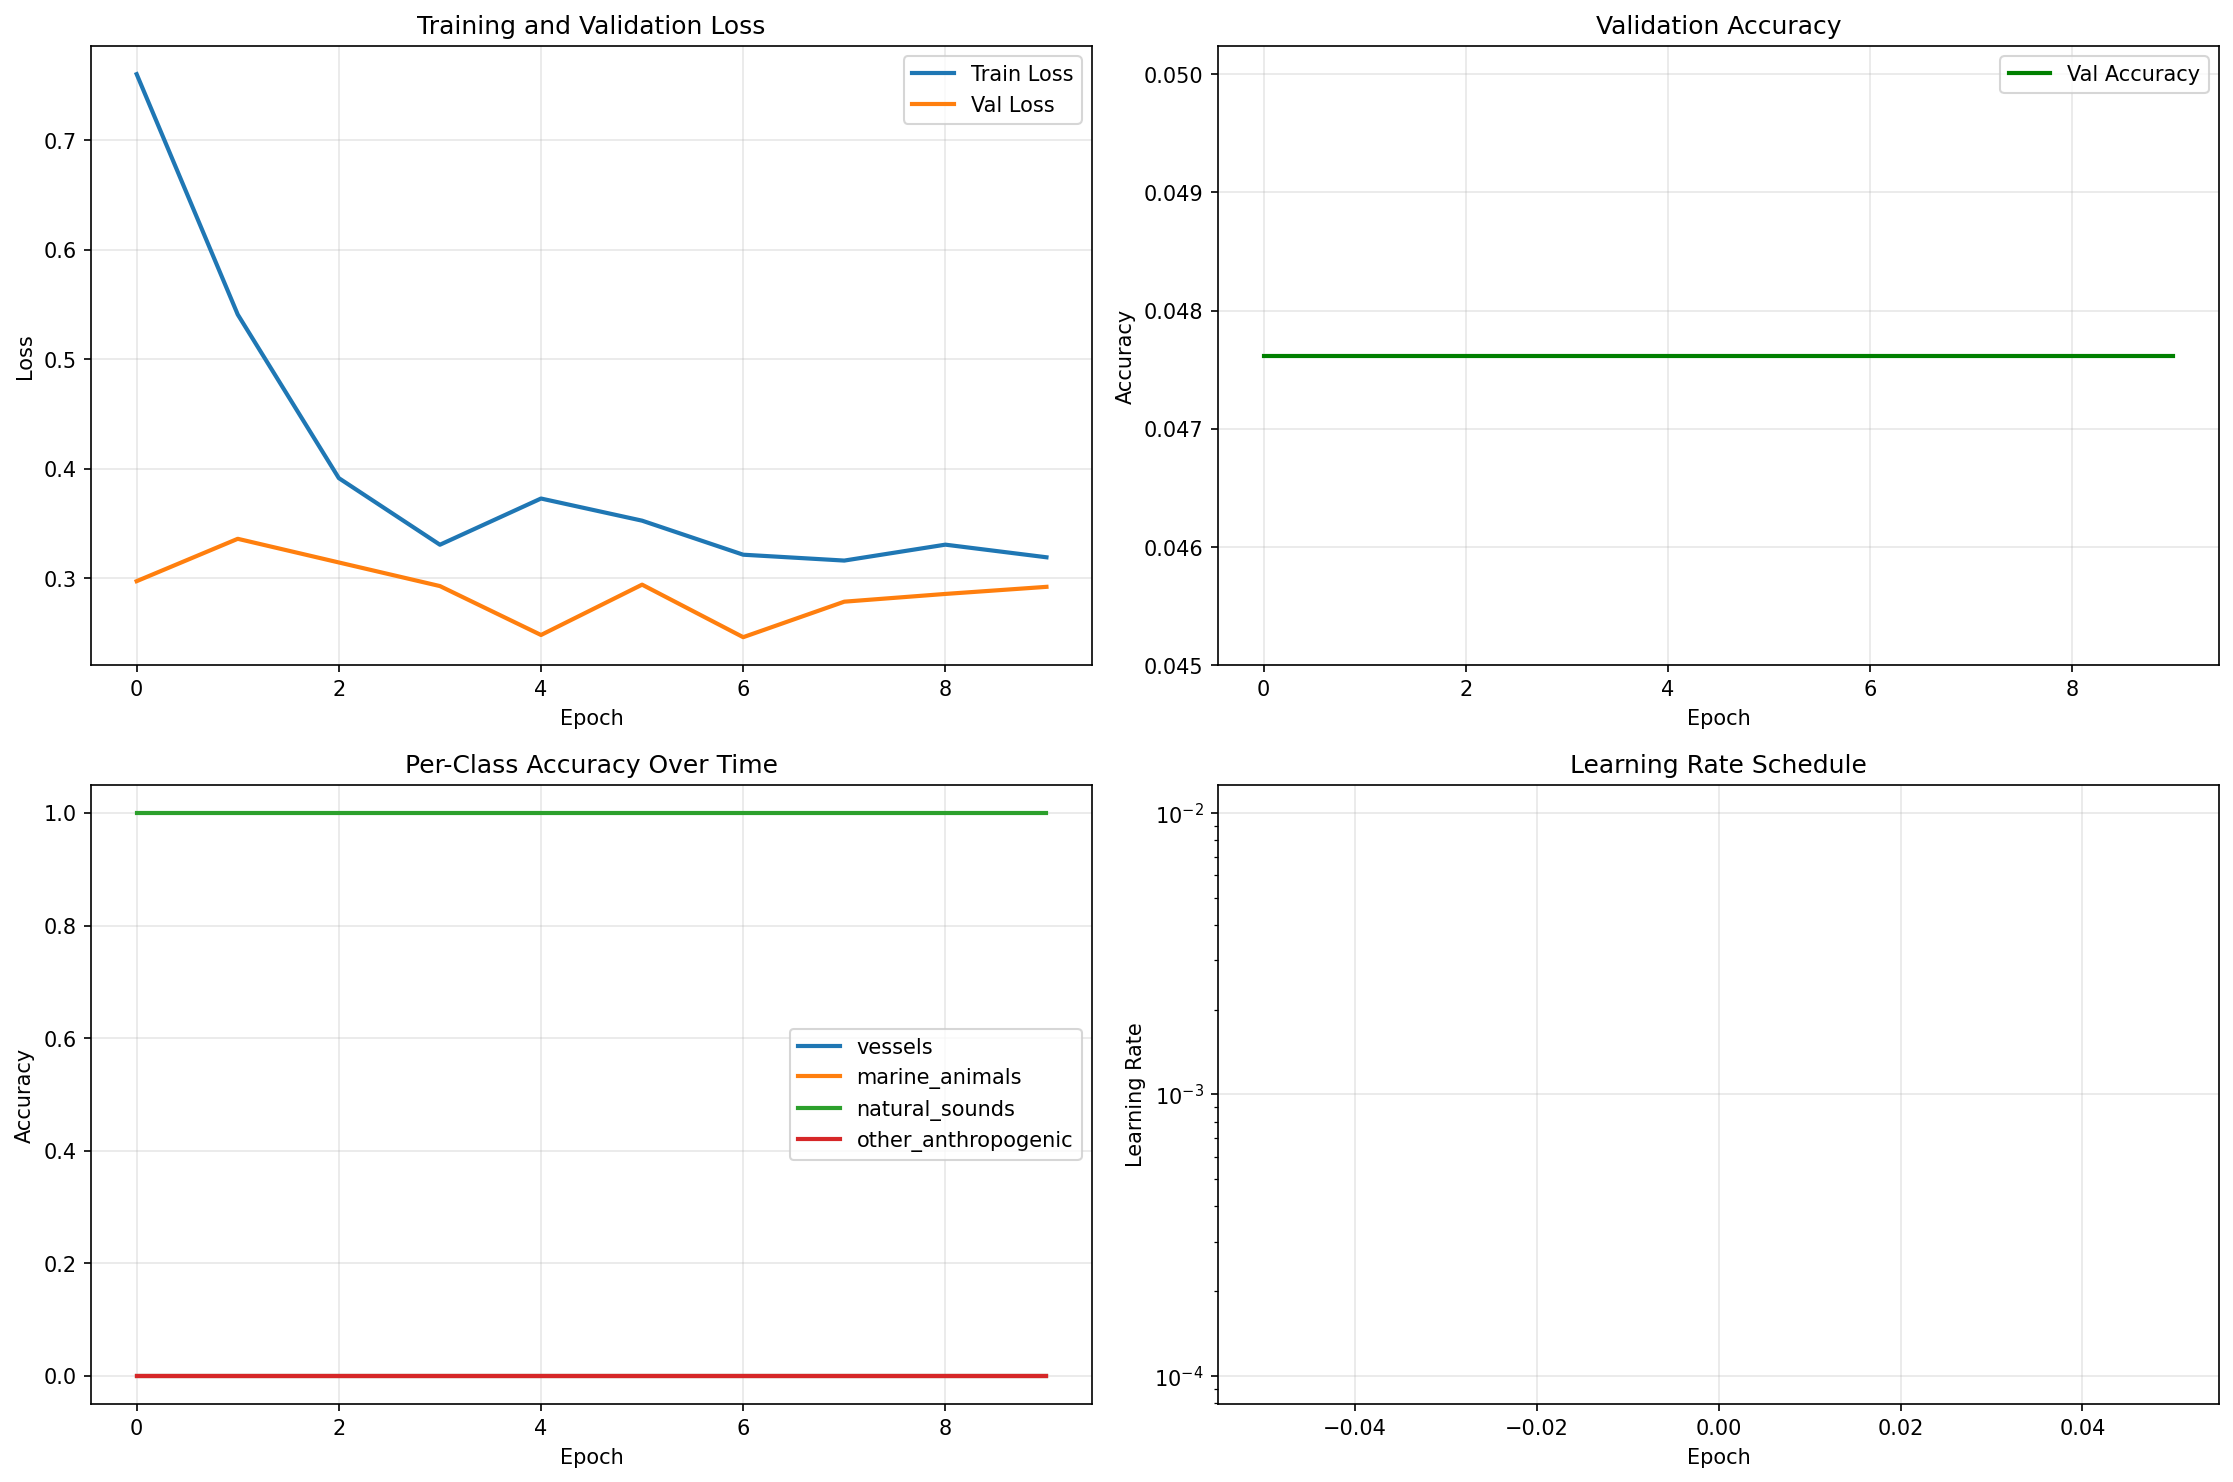 Training and Validation Loss
Train Loss
Val Loss
Loss
0.7
0.6
0.5
0.4
0.3
0 2 4 6 8
Epoch
Validation Accuracy
Val Accuracy
Accuracy
0.050
0.049
0.048
0.047
0.046
0.045
0 2 4 6 8
Epoch
Per-Class Accuracy Over Time
Accuracy
1.0
0.8
0.6
0.4
0.2
0.0
vessels
marine_animals
natural_sounds
other_anthropogenic
0 2 4 6 8
Epoch
Learning Rate Schedule
Learning Rate
10⁻²
10⁻³
10⁻⁴
−0.04 −0.02 0.00 0.02 0.04
Epoch